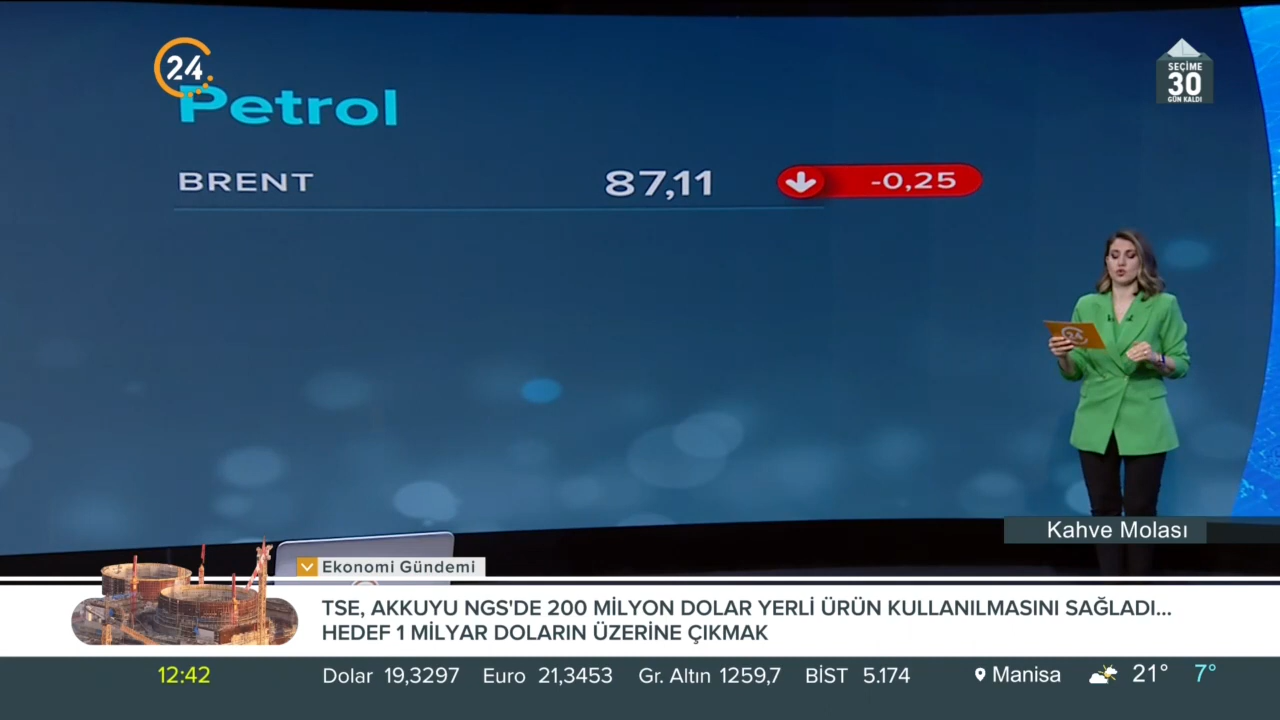 24
Petrol
BRENT 87,11 -0,25
SEÇİME
30
GÜN KALDI
24
Kahve Molası
Ekonomi Gündemi
TSE, AKKUYU NGS'DE 200 MİLYON DOLAR YERLİ ÜRÜN KULLANILMASINI SAĞLADI...
HEDEF 1 MİLYAR DOLARIN ÜZERİNE ÇIKMAK
12:42 Dolar 19,3297 Euro 21,3453 Gr. Altın 1259,7 BİST 5.174 Manisa 21° 7°